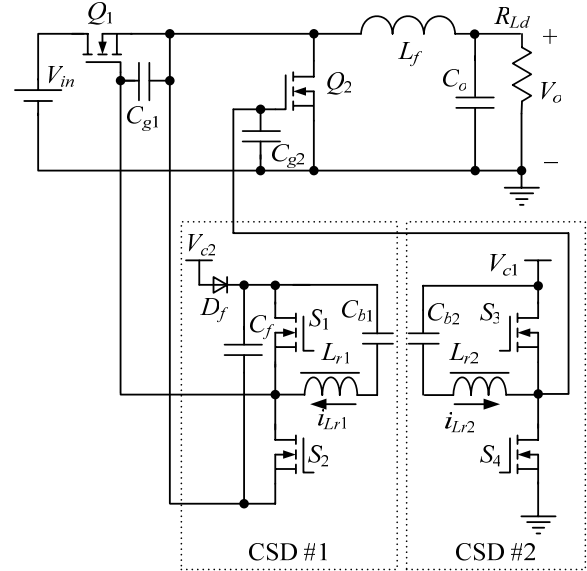 Q1
Vin
Cg1
Q2
Cg2
Lf
Co
RLd
+
Vo
−
Vc2
Df
Cf
S1
Cb1
Lr1
iLr1
S2
CSD #1
Vc1
Cb2
S3
Lr2
iLr2
S4
CSD #2